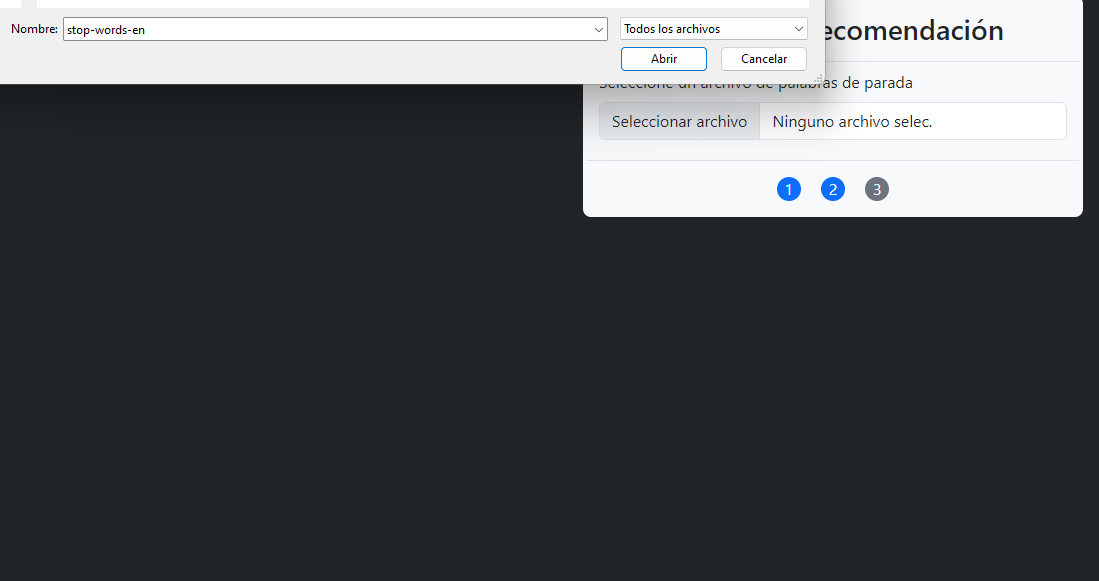 Nombre: stop-words-en Todos los archivos
Abrir Cancelar
ecomendación
Seleccione un archivo de palabras de parada
Seleccionar archivo Ninguno archivo selec.
1 2 3